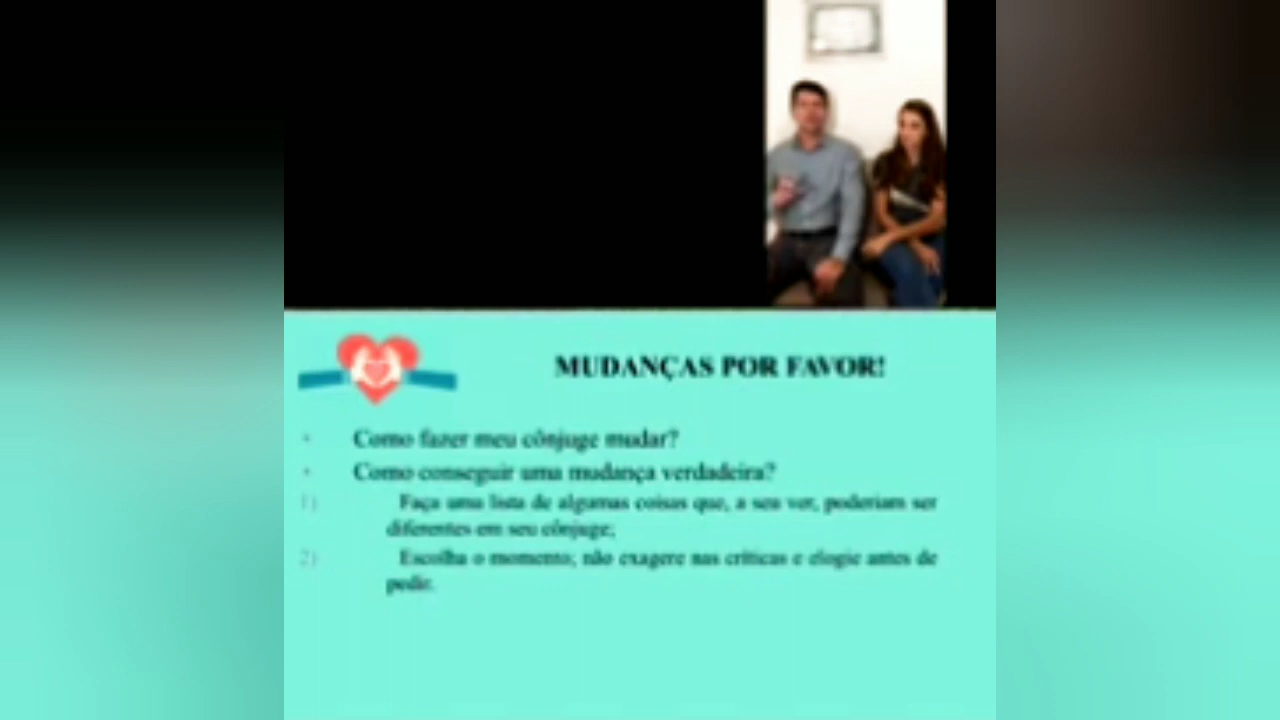 MUDANÇAS POR FAVOR!
• Como fazer meu cônjuge mudar?
• Como conseguir uma mudança verdadeira?
1) Faça uma lista de algumas coisas que, a seu ver, poderiam ser
diferentes em seu cônjuge;
2) Escolha o momento; não exagere nas críticas e elogie antes de
pedir.